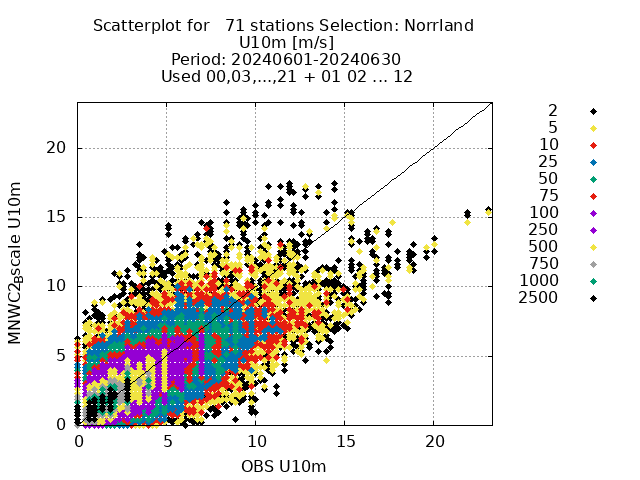 Scatterplot for 71 stations Selection: Norrland
U10m [m/s]
Period: 20240601-20240630
Used 00,03,...,21 + 01 02 ... 12
2
5
10
25
50
75
100
250
500
750
1000
2500
20
15
10
5
0
MNWC2.8scale U10m
0 5 10 15 20
OBS U10m